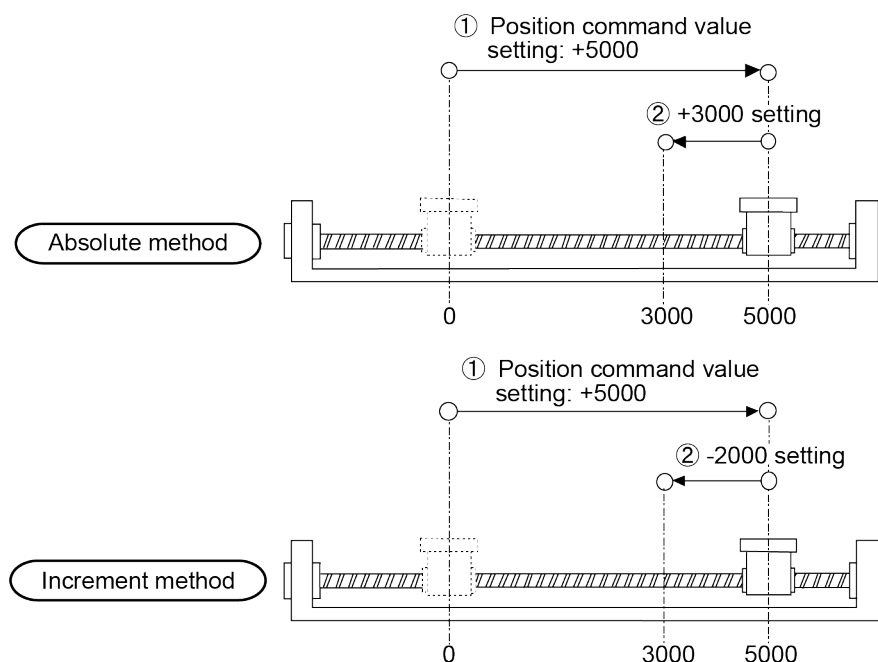 ① Position command value
setting: +5000
② +3000 setting
Absolute method
0 3000 5000
① Position command value
setting: +5000
② -2000 setting
Increment method
0 3000 5000